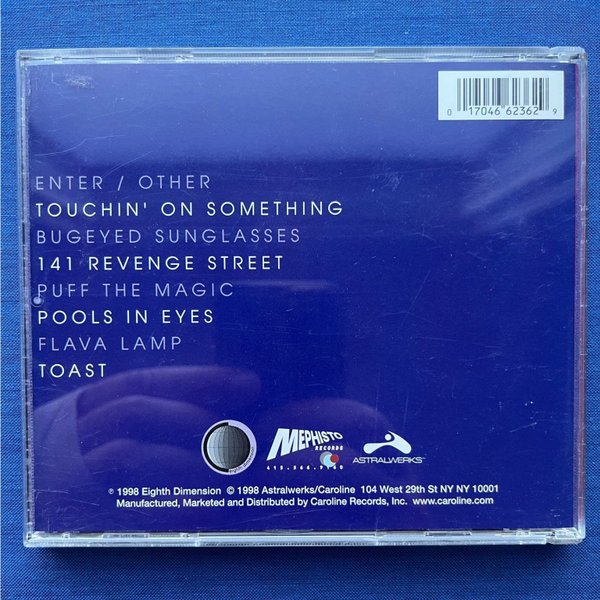 0 17046 62362 9
ENTER / OTHER
TOUCHIN' ON SOMETHING
BUGEYED SUNGLASSES
141 REVENGE STREET
PUFF THE MAGIC
POOLS IN EYES
FLAVA LAMP
TOAST
MEPHISTO
RECORDS
ASTRALWERKS™
℗ 1998 Eighth Dimension © 1998 Astralwerks/Caroline 104 West 29th St NY NY 10001
Manufactured, Marketed and Distributed by Caroline Records, Inc. www.caroline.com